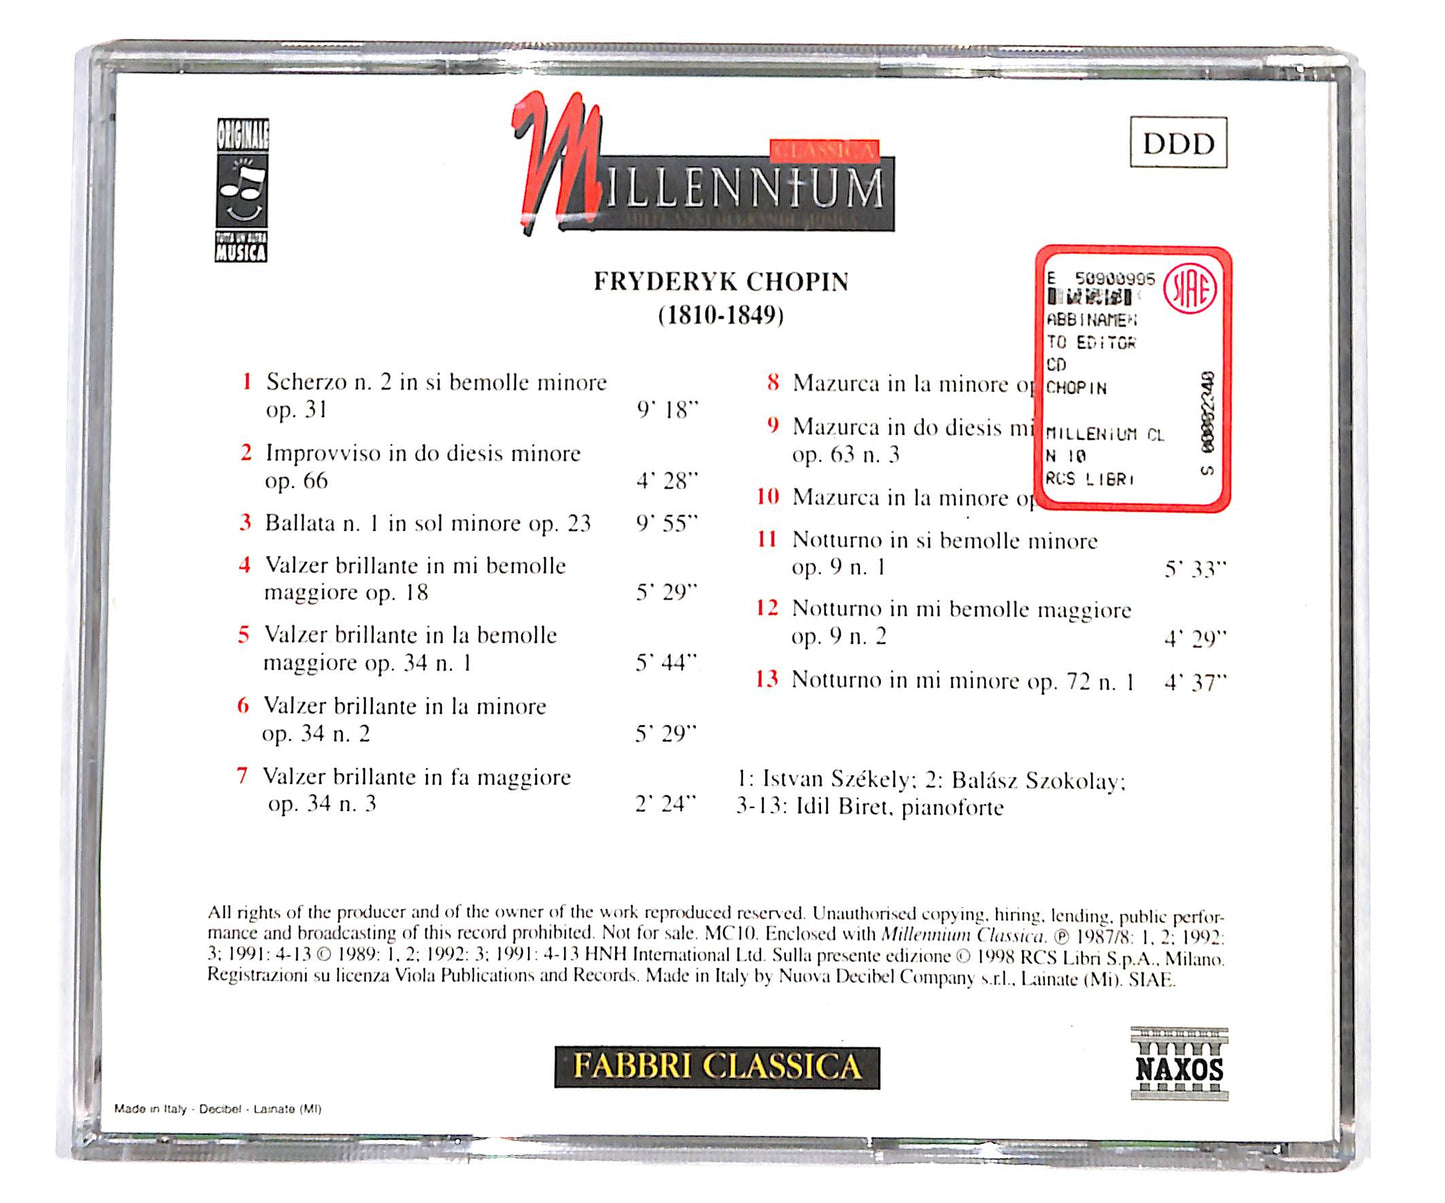 ORIGINALE
MUSICA
CLASSICA
MILLENNIUM
DDD
FRYDERYK CHOPIN
(1810-1849)
1 Scherzo n. 2 in si bemolle minore
op. 31 9' 18''
2 Improvviso in do diesis minore
op. 66 4' 28''
3 Ballata n. 1 in sol minore op. 23 9' 55''
4 Valzer brillante in mi bemolle
maggiore op. 18 5' 29''
5 Valzer brillante in la bemolle
maggiore op. 34 n. 1 5' 44''
6 Valzer brillante in la minore
op. 34 n. 2 5' 29''
7 Valzer brillante in fa maggiore
op. 34 n. 3 2' 24''
8 Mazurca in la minore op
9 Mazurca in do diesis mi
op. 63 n. 3
10 Mazurca in la minore op
11 Notturno in si bemolle minore
op. 9 n. 1 5' 33''
12 Notturno in mi bemolle maggiore
op. 9 n. 2 4' 29''
13 Notturno in mi minore op. 72 n. 1 4' 37''
E 50900995
SIAE
ABBINAMEN
TO EDITOR
CD
CHOPIN
MILLENIUM CL
N 10
RCS LIBRI
S 00002340
1: Istvan Székely; 2: Balász Szokolay;
3-13: Idil Biret, pianoforte
All rights of the producer and of the owner of the work reproduced reserved. Unauthorised copying, hiring, lending, public perfor-
mance and broadcasting of this record prohibited. Not for sale. MC10. Enclosed with Millennium Classica. ℗ 1987/8: 1, 2; 1992:
3; 1991: 4-13 © 1989: 1, 2; 1992: 3; 1991: 4-13 HNH International Ltd. Sulla presente edizione © 1998 RCS Libri S.p.A., Milano.
Registrazioni su licenza Viola Publications and Records. Made in Italy by Nuova Decibel Company s.r.l., Lainate (Mi). SIAE.
FABBRI CLASSICA
NAXOS
Made in Italy - Decibel - Lainate (MI)